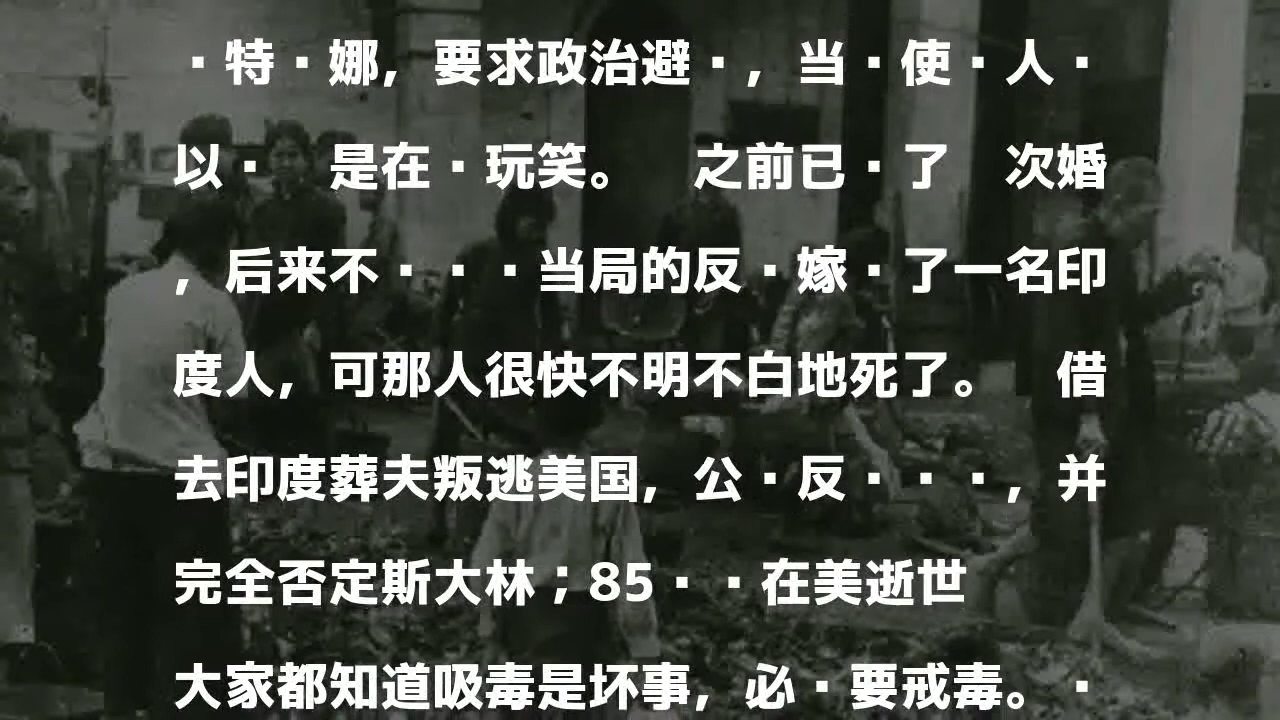 ·特·娜，要求政治避·，当·使·人·
以·　是在·玩笑。　之前已·了　次婚
，后来不···当局的反·嫁·了一名印
度人，可那人很快不明不白地死了。　借
去印度葬夫叛逃美国，公·反···，并
完全否定斯大林；85··在美逝世
大家都知道吸毒是坏事，必·要戒毒。·